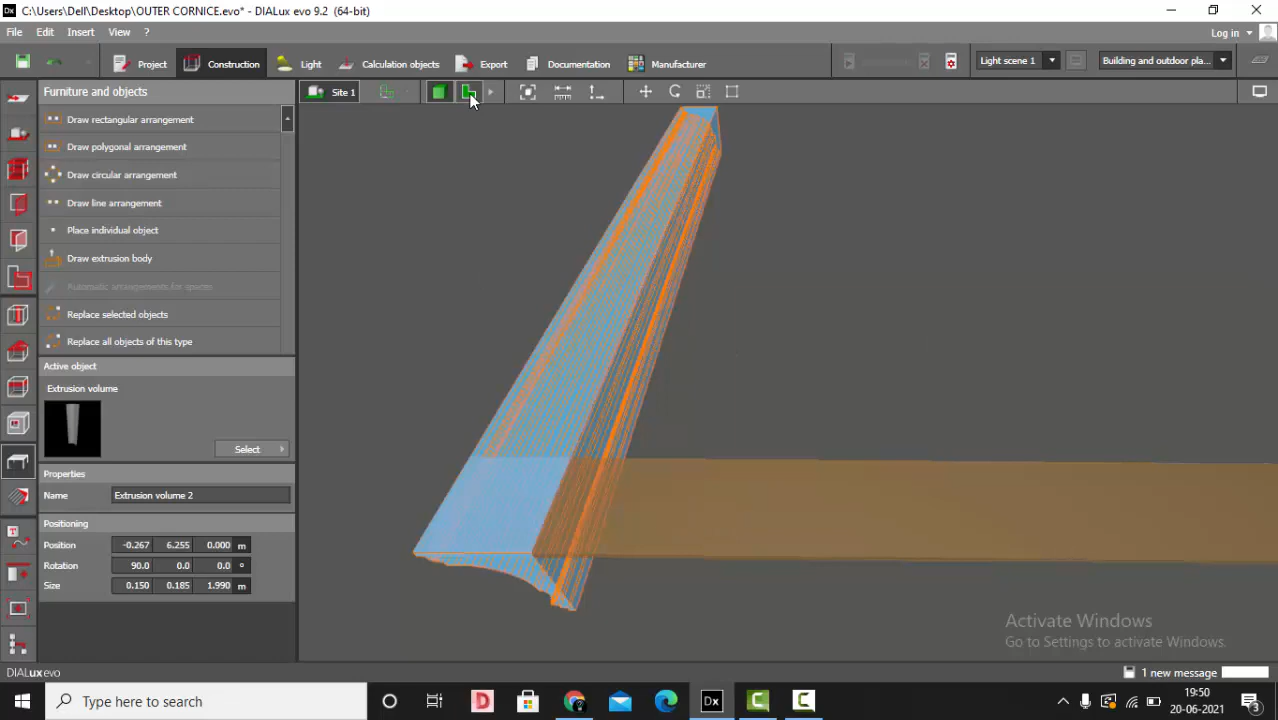 C:\Users\Dell\Desktop\OUTER CORNICE.evo* - DIALux evo 9.2 (64-bit)
File Edit Insert View ?
Log in
Project Construction Light Calculation objects Export Documentation Manufacturer
Light scene 1
Building and outdoor pla...
Furniture and objects
Site 1
Draw rectangular arrangement
Draw polygonal arrangement
Draw circular arrangement
Draw line arrangement
Place individual object
Draw extrusion body
Automatic arrangements for spaces
Replace selected objects
Replace all objects of this type
Active object
Extrusion volume
Select
Properties
Name Extrusion volume 2
Positioning
Position -0.267 6.255 0.000 m
Rotation 90.0 0.0 0.0 °
Size 0.150 0.185 1.990 m
Activate Windows
Go to Settings to activate Windows.
DIALux evo
1 new message
Type here to search
19:50
20-06-2021
3